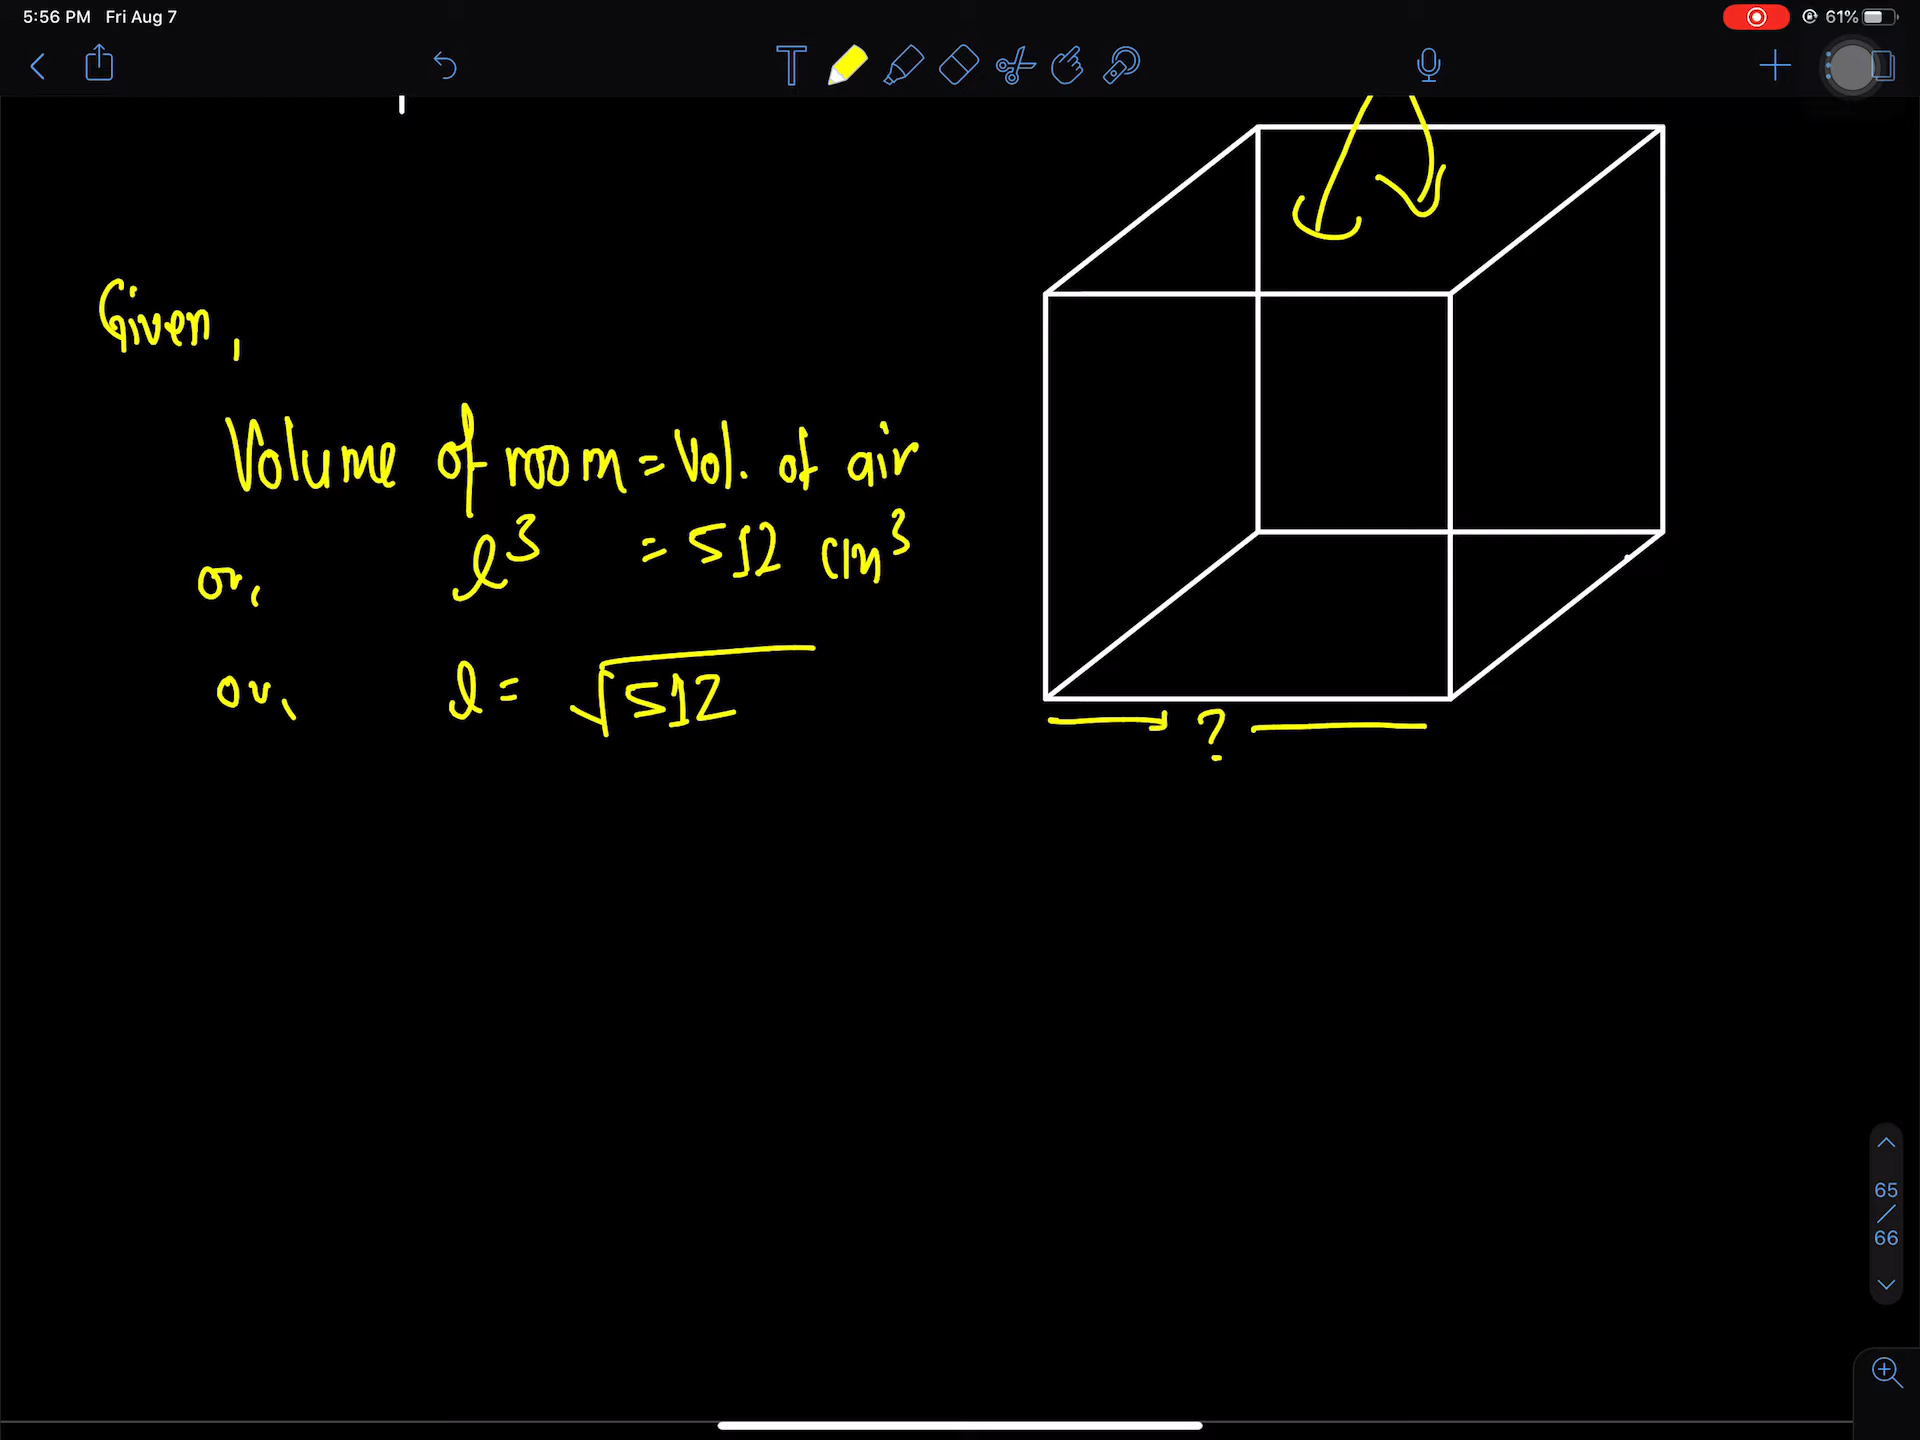 5:56 PM Fri Aug 7
61%
T
Given,
Volume of room = Vol. of air
or, l³ = 512 cm³
or, l = √512
?
65
/
66